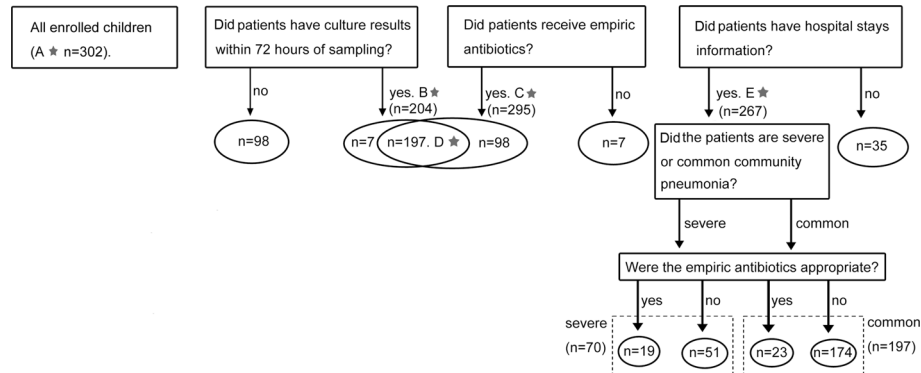 All enrolled children
(A ★ n=302).
Did patients have culture results
within 72 hours of sampling?
no
yes. B★
(n=204)
n=98
n=7
n=197. D ★
n=98
Did patients receive empiric
antibiotics?
yes. C★
(n=295)
no
n=7
Did patients have hospital stays
information?
yes. E★
(n=267)
no
n=35
Did the patients are severe
or common community
pneumonia?
severe
common
Were the empiric antibiotics appropriate?
yes
no
yes
no
severe
(n=70)
n=19
n=51
n=23
n=174
common
(n=197)